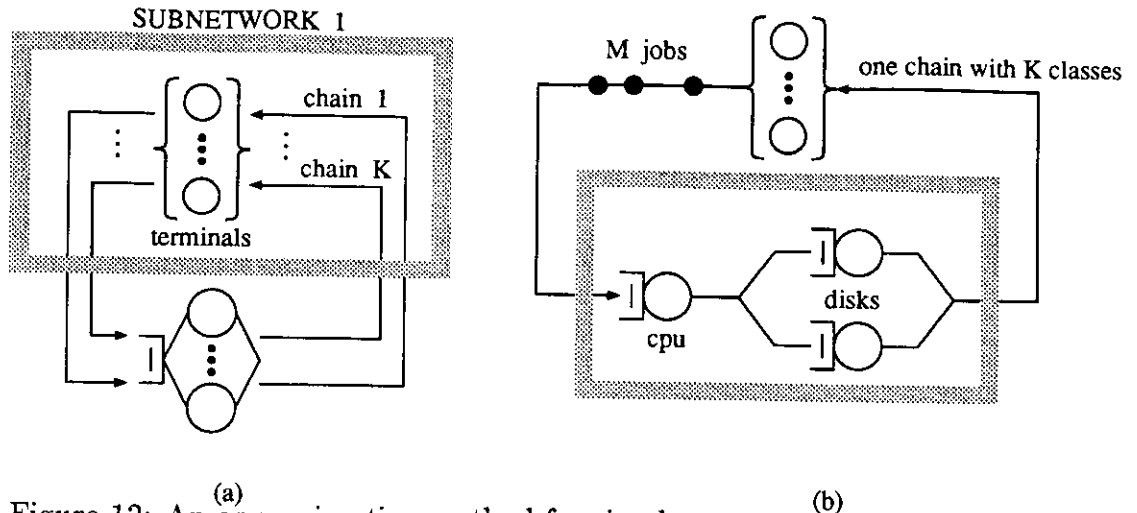 SUBNETWORK 1
chain 1
chain K
terminals
(a)
M jobs
one chain with K classes
cpu
disks
(b)
Figure 12: An approximation method for